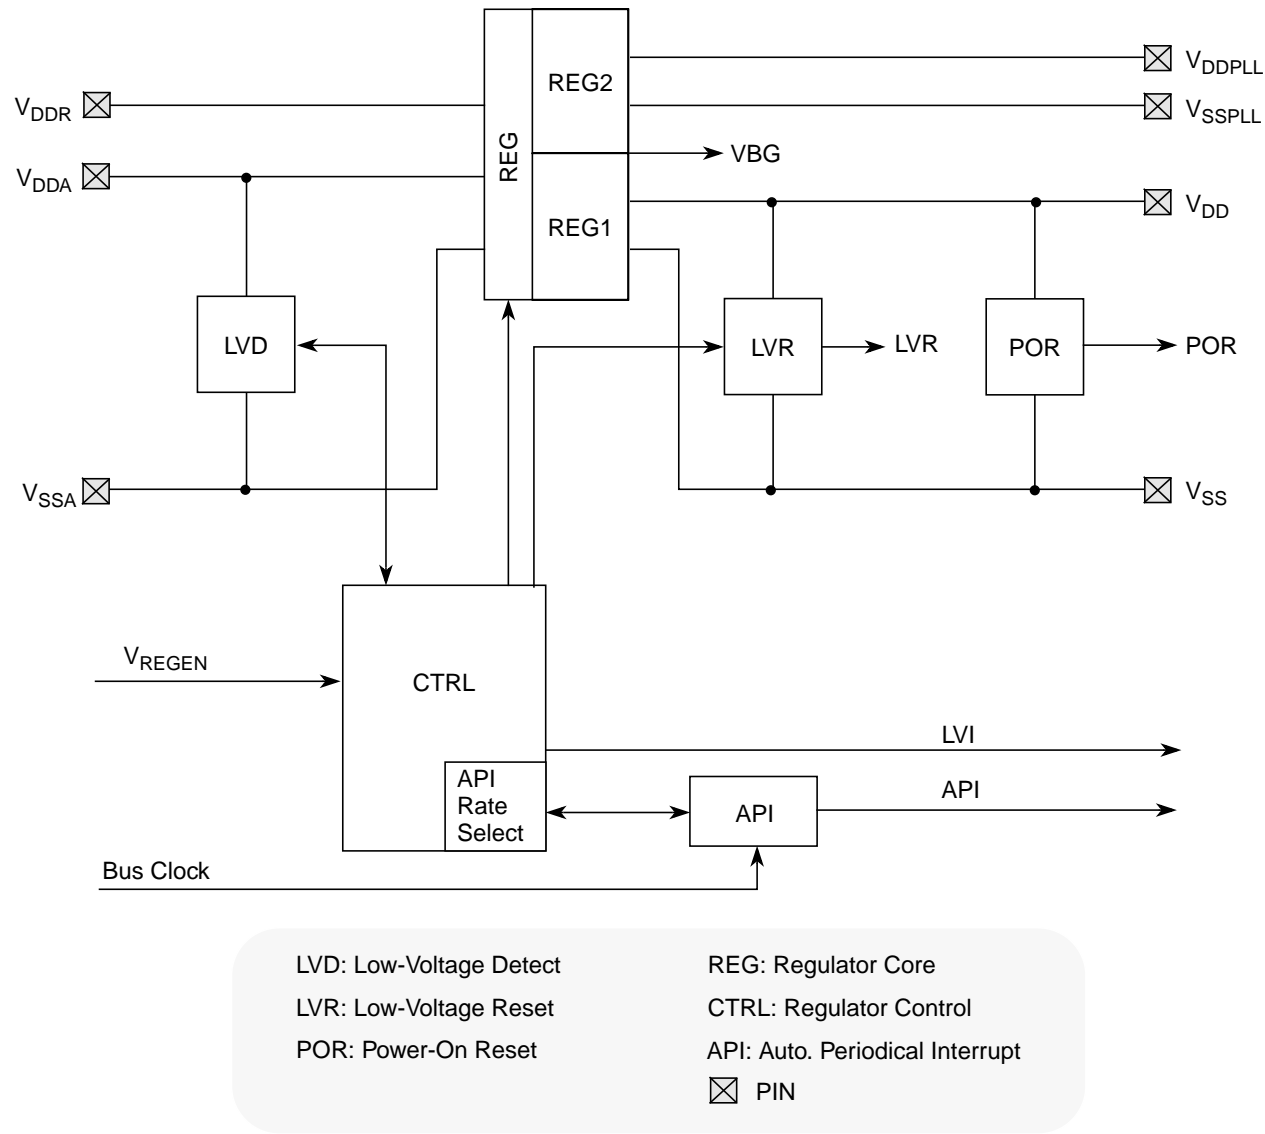 VDDPLL
REG2
VDDR
VSSPLL
REG
VBG
VDDA
VDD
REG1
LVD
LVR
LVR
POR
POR
VSSA
VSS
VREGEN
CTRL
LVI
API
Rate
Select
API
API
Bus Clock
LVD: Low-Voltage Detect
REG: Regulator Core
LVR: Low-Voltage Reset
CTRL: Regulator Control
POR: Power-On Reset
API: Auto. Periodical Interrupt
PIN